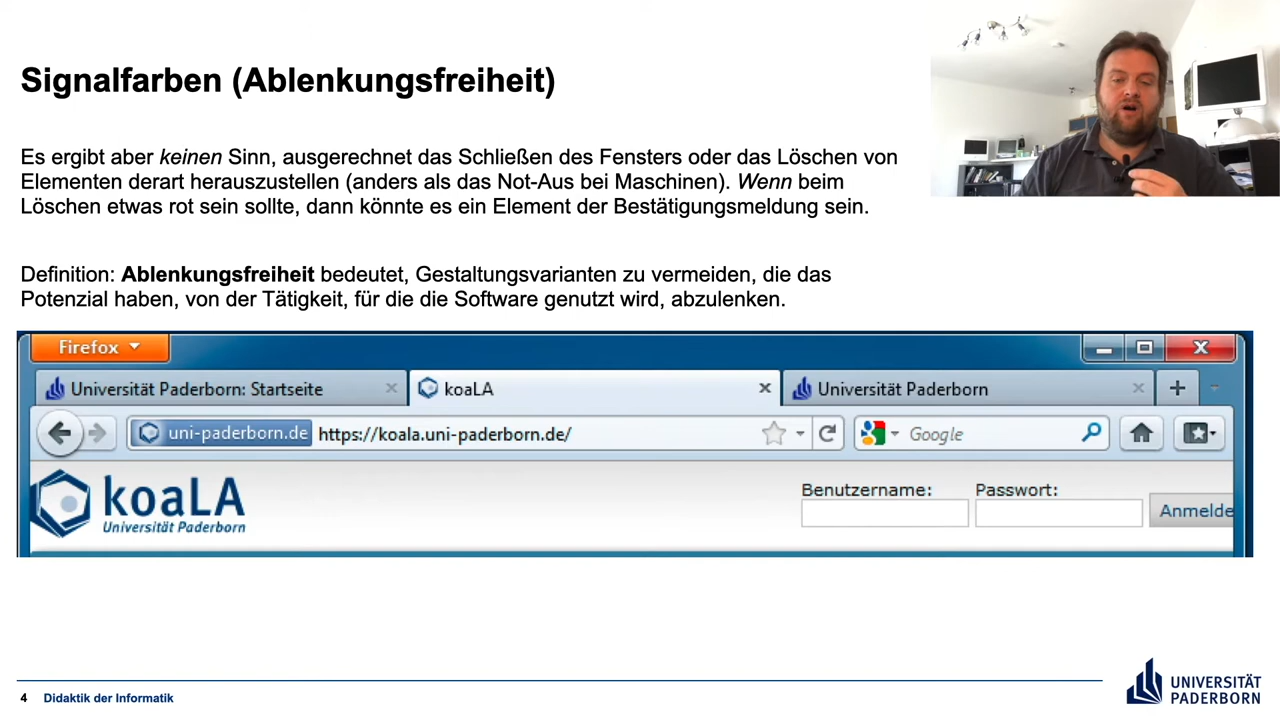 Signalfarben (Ablenkungsfreiheit)
Es ergibt aber keinen Sinn, ausgerechnet das Schließen des Fensters oder das Löschen von
Elementen derart herauszustellen (anders als das Not-Aus bei Maschinen). Wenn beim
Löschen etwas rot sein sollte, dann könnte es ein Element der Bestätigungsmeldung sein.
Definition: Ablenkungsfreiheit bedeutet, Gestaltungsvarianten zu vermeiden, die das
Potenzial haben, von der Tätigkeit, für die die Software genutzt wird, abzulenken.
Firefox
Universität Paderborn: Startseite
koaLA
Universität Paderborn
uni-paderborn.de https://koala.uni-paderborn.de/
Google
koaLA
Universität Paderborn
Benutzername: Passwort:
Anmelde
4 Didaktik der Informatik
UNIVERSITÄT
PADERBORN